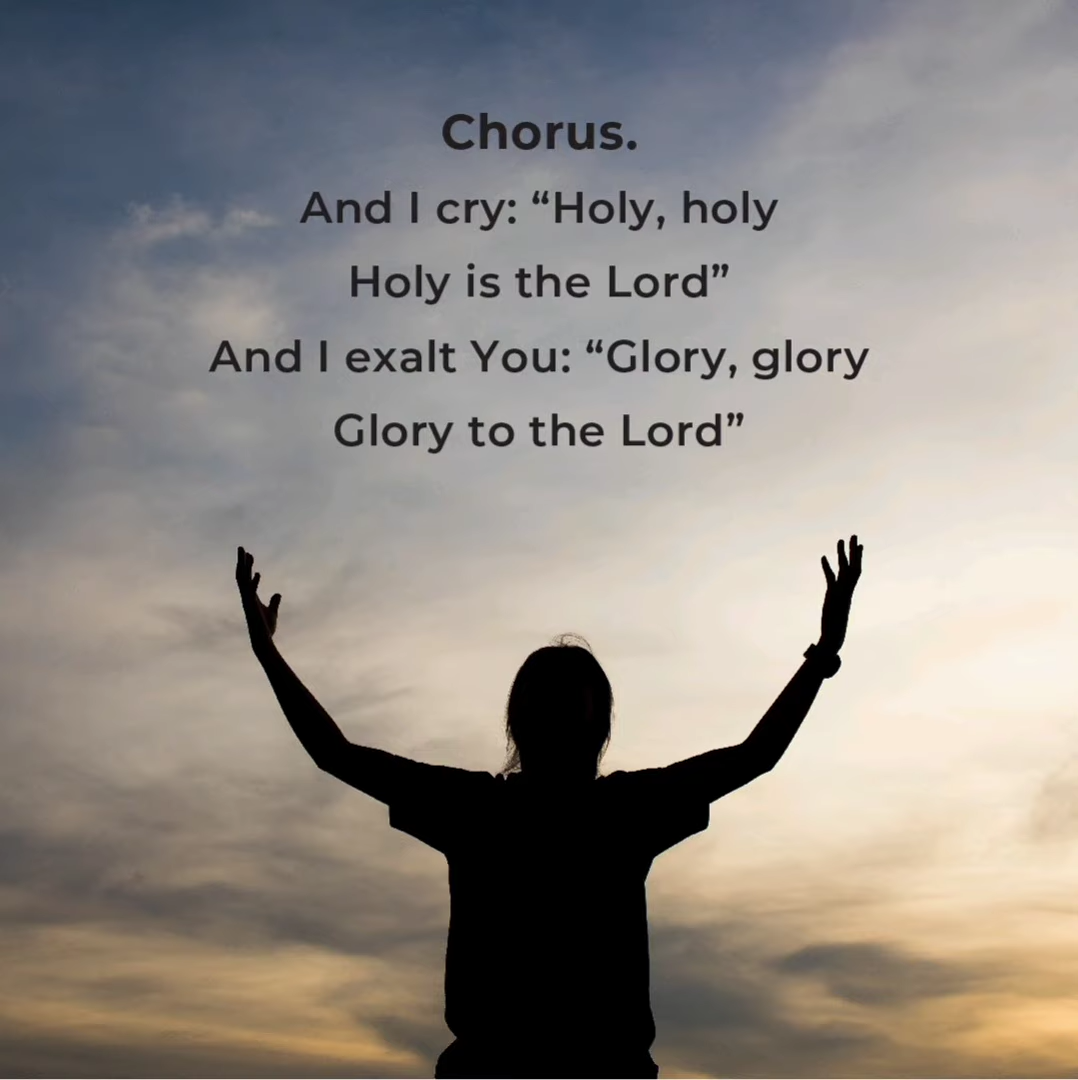 Chorus.
And I cry: “Holy, holy
Holy is the Lord”
And I exalt You: “Glory, glory
Glory to the Lord”